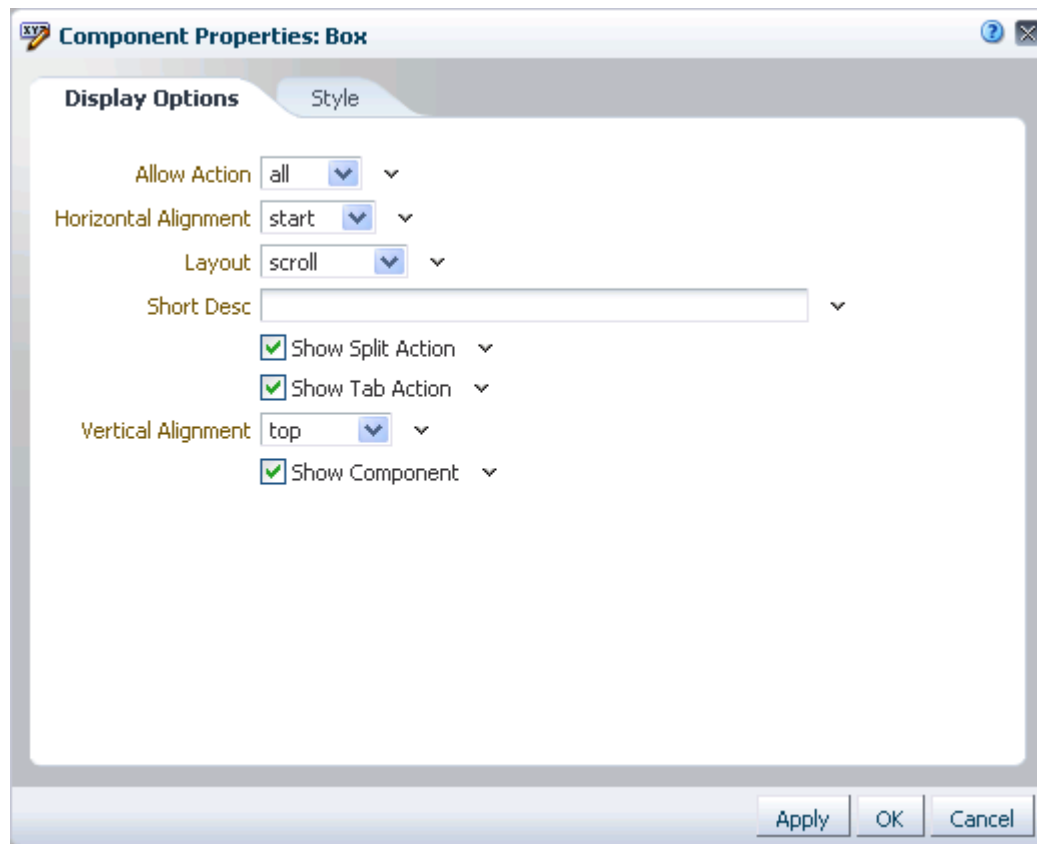 Component Properties: Box
Display Options Style
Allow Action all
Horizontal Alignment start
Layout scroll
Short Desc
Show Split Action
Show Tab Action
Vertical Alignment top
Show Component
Apply OK Cancel